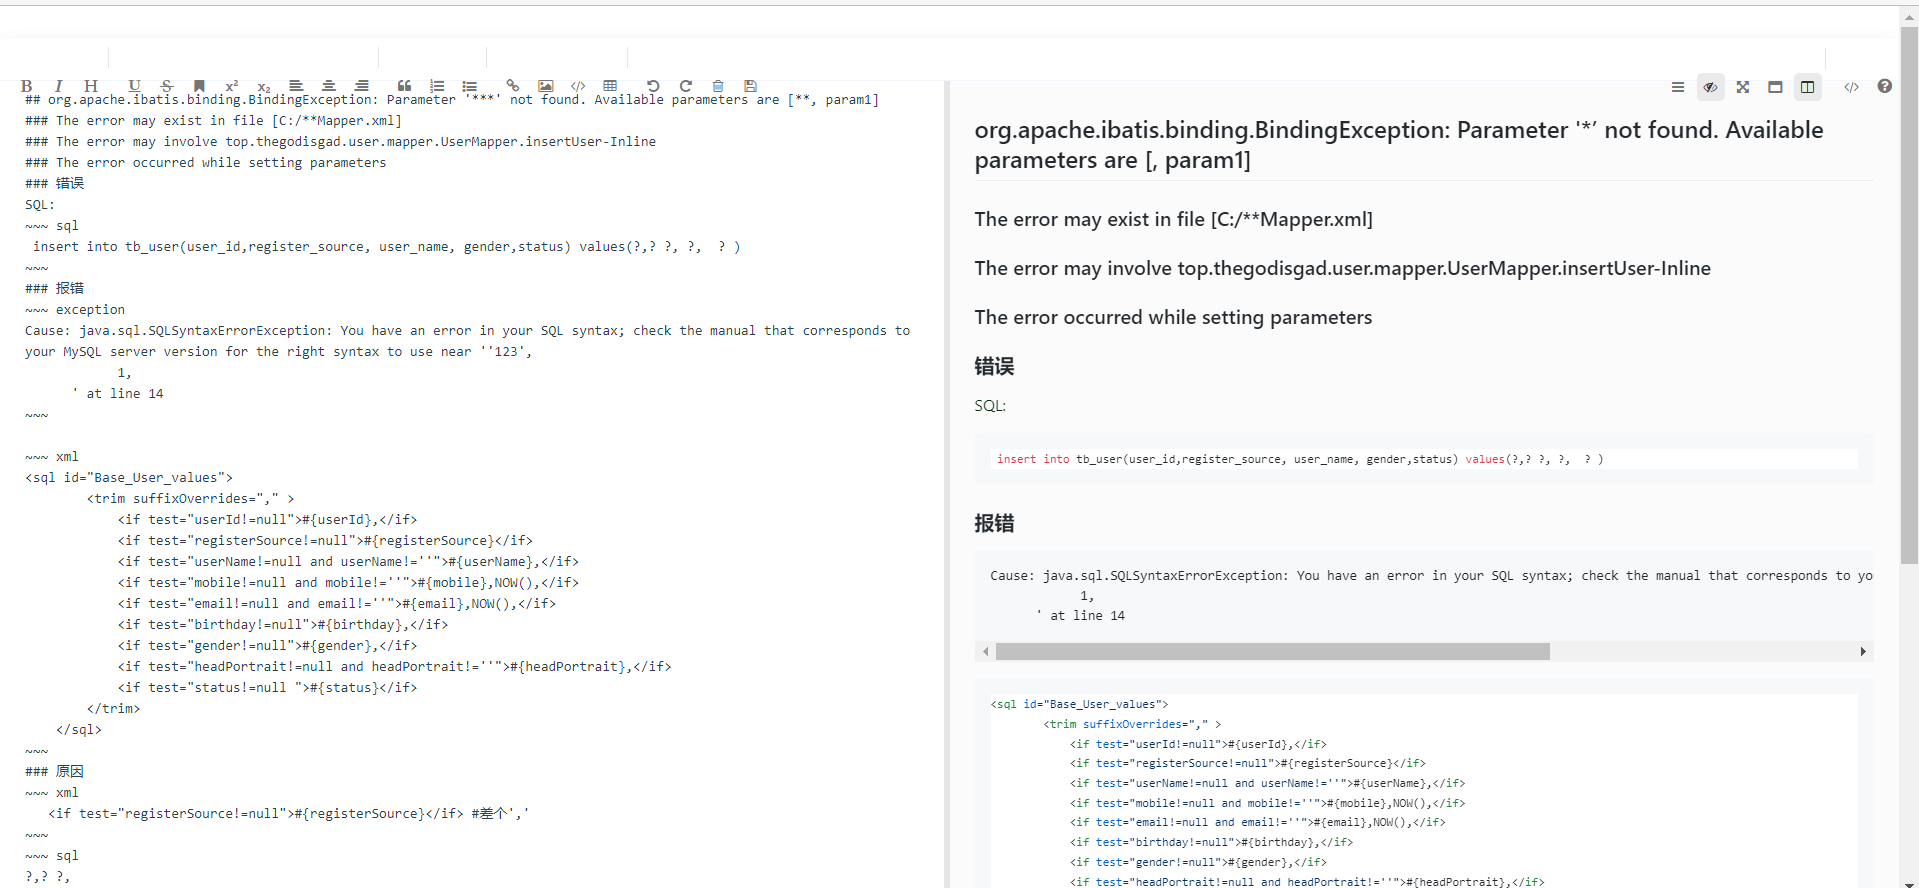 B I H U S x² x₂
## org.apache.ibatis.binding.BindingException: Parameter '***' not found. Available parameters are [**, param1]
### The error may exist in file [C:/**Mapper.xml]
### The error may involve top.thegodisgad.user.mapper.UserMapper.insertUser-Inline
### The error occurred while setting parameters
### 错误
SQL:
~~~ sql
 insert into tb_user(user_id,register_source, user_name, gender,status) values(?,? ?, ?,  ? )
~~~
### 报错
~~~ exception
Cause: java.sql.SQLSyntaxErrorException: You have an error in your SQL syntax; check the manual that corresponds to
your MySQL server version for the right syntax to use near ''123',
            1,
      ' at line 14
~~~
~~~ xml
<sql id="Base_User_values">
        <trim suffixOverrides="," >
            <if test="userId!=null">#{userId},</if>
            <if test="registerSource!=null">#{registerSource}</if>
            <if test="userName!=null and userName!=''">#{userName},</if>
            <if test="mobile!=null and mobile!=''">#{mobile},NOW(),</if>
            <if test="email!=null and email!=''">#{email},NOW(),</if>
            <if test="birthday!=null">#{birthday},</if>
            <if test="gender!=null">#{gender},</if>
            <if test="headPortrait!=null and headPortrait!=''">#{headPortrait},</if>
            <if test="status!=null ">#{status}</if>
        </trim>
    </sql>
~~~
### 原因
~~~ xml
   <if test="registerSource!=null">#{registerSource}</if> #差个','
~~~
~~~ sql
?,? ?,
org.apache.ibatis.binding.BindingException: Parameter '*’ not found. Available
parameters are [, param1]
The error may exist in file [C:/**Mapper.xml]
The error may involve top.thegodisgad.user.mapper.UserMapper.insertUser-Inline
The error occurred while setting parameters
错误
SQL:
insert into tb_user(user_id,register_source, user_name, gender,status) values(?,? ?, ?,  ? )
报错
Cause: java.sql.SQLSyntaxErrorException: You have an error in your SQL syntax; check the manual that corresponds to yo
            1,
      ' at line 14
<sql id="Base_User_values">
        <trim suffixOverrides="," >
            <if test="userId!=null">#{userId},</if>
            <if test="registerSource!=null">#{registerSource}</if>
            <if test="userName!=null and userName!=''">#{userName},</if>
            <if test="mobile!=null and mobile!=''">#{mobile},NOW(),</if>
            <if test="email!=null and email!=''">#{email},NOW(),</if>
            <if test="birthday!=null">#{birthday},</if>
            <if test="gender!=null">#{gender},</if>
            <if test="headPortrait!=null and headPortrait!=''">#{headPortrait},</if>